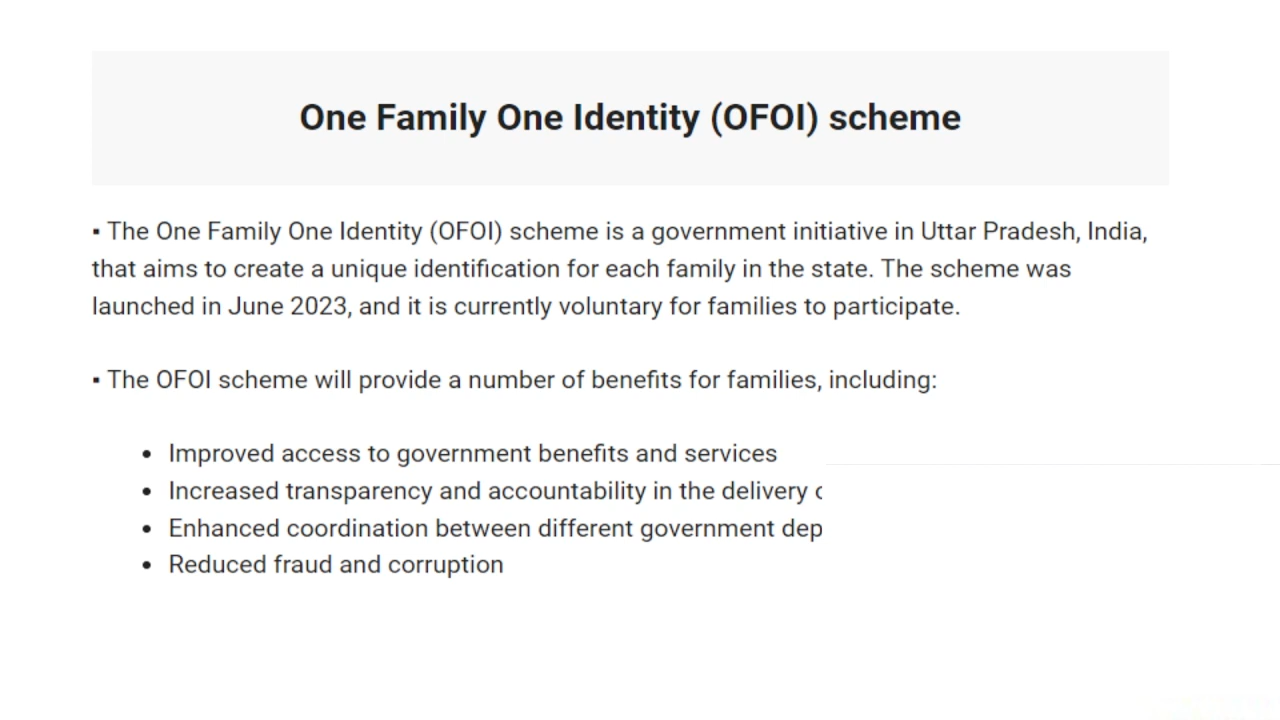 One Family One Identity (OFOI) scheme
▪ The One Family One Identity (OFOI) scheme is a government initiative in Uttar Pradesh, India,
that aims to create a unique identification for each family in the state. The scheme was
launched in June 2023, and it is currently voluntary for families to participate.
▪ The OFOI scheme will provide a number of benefits for families, including:
• Improved access to government benefits and services
• Increased transparency and accountability in the delivery
• Enhanced coordination between different government dep
• Reduced fraud and corruption